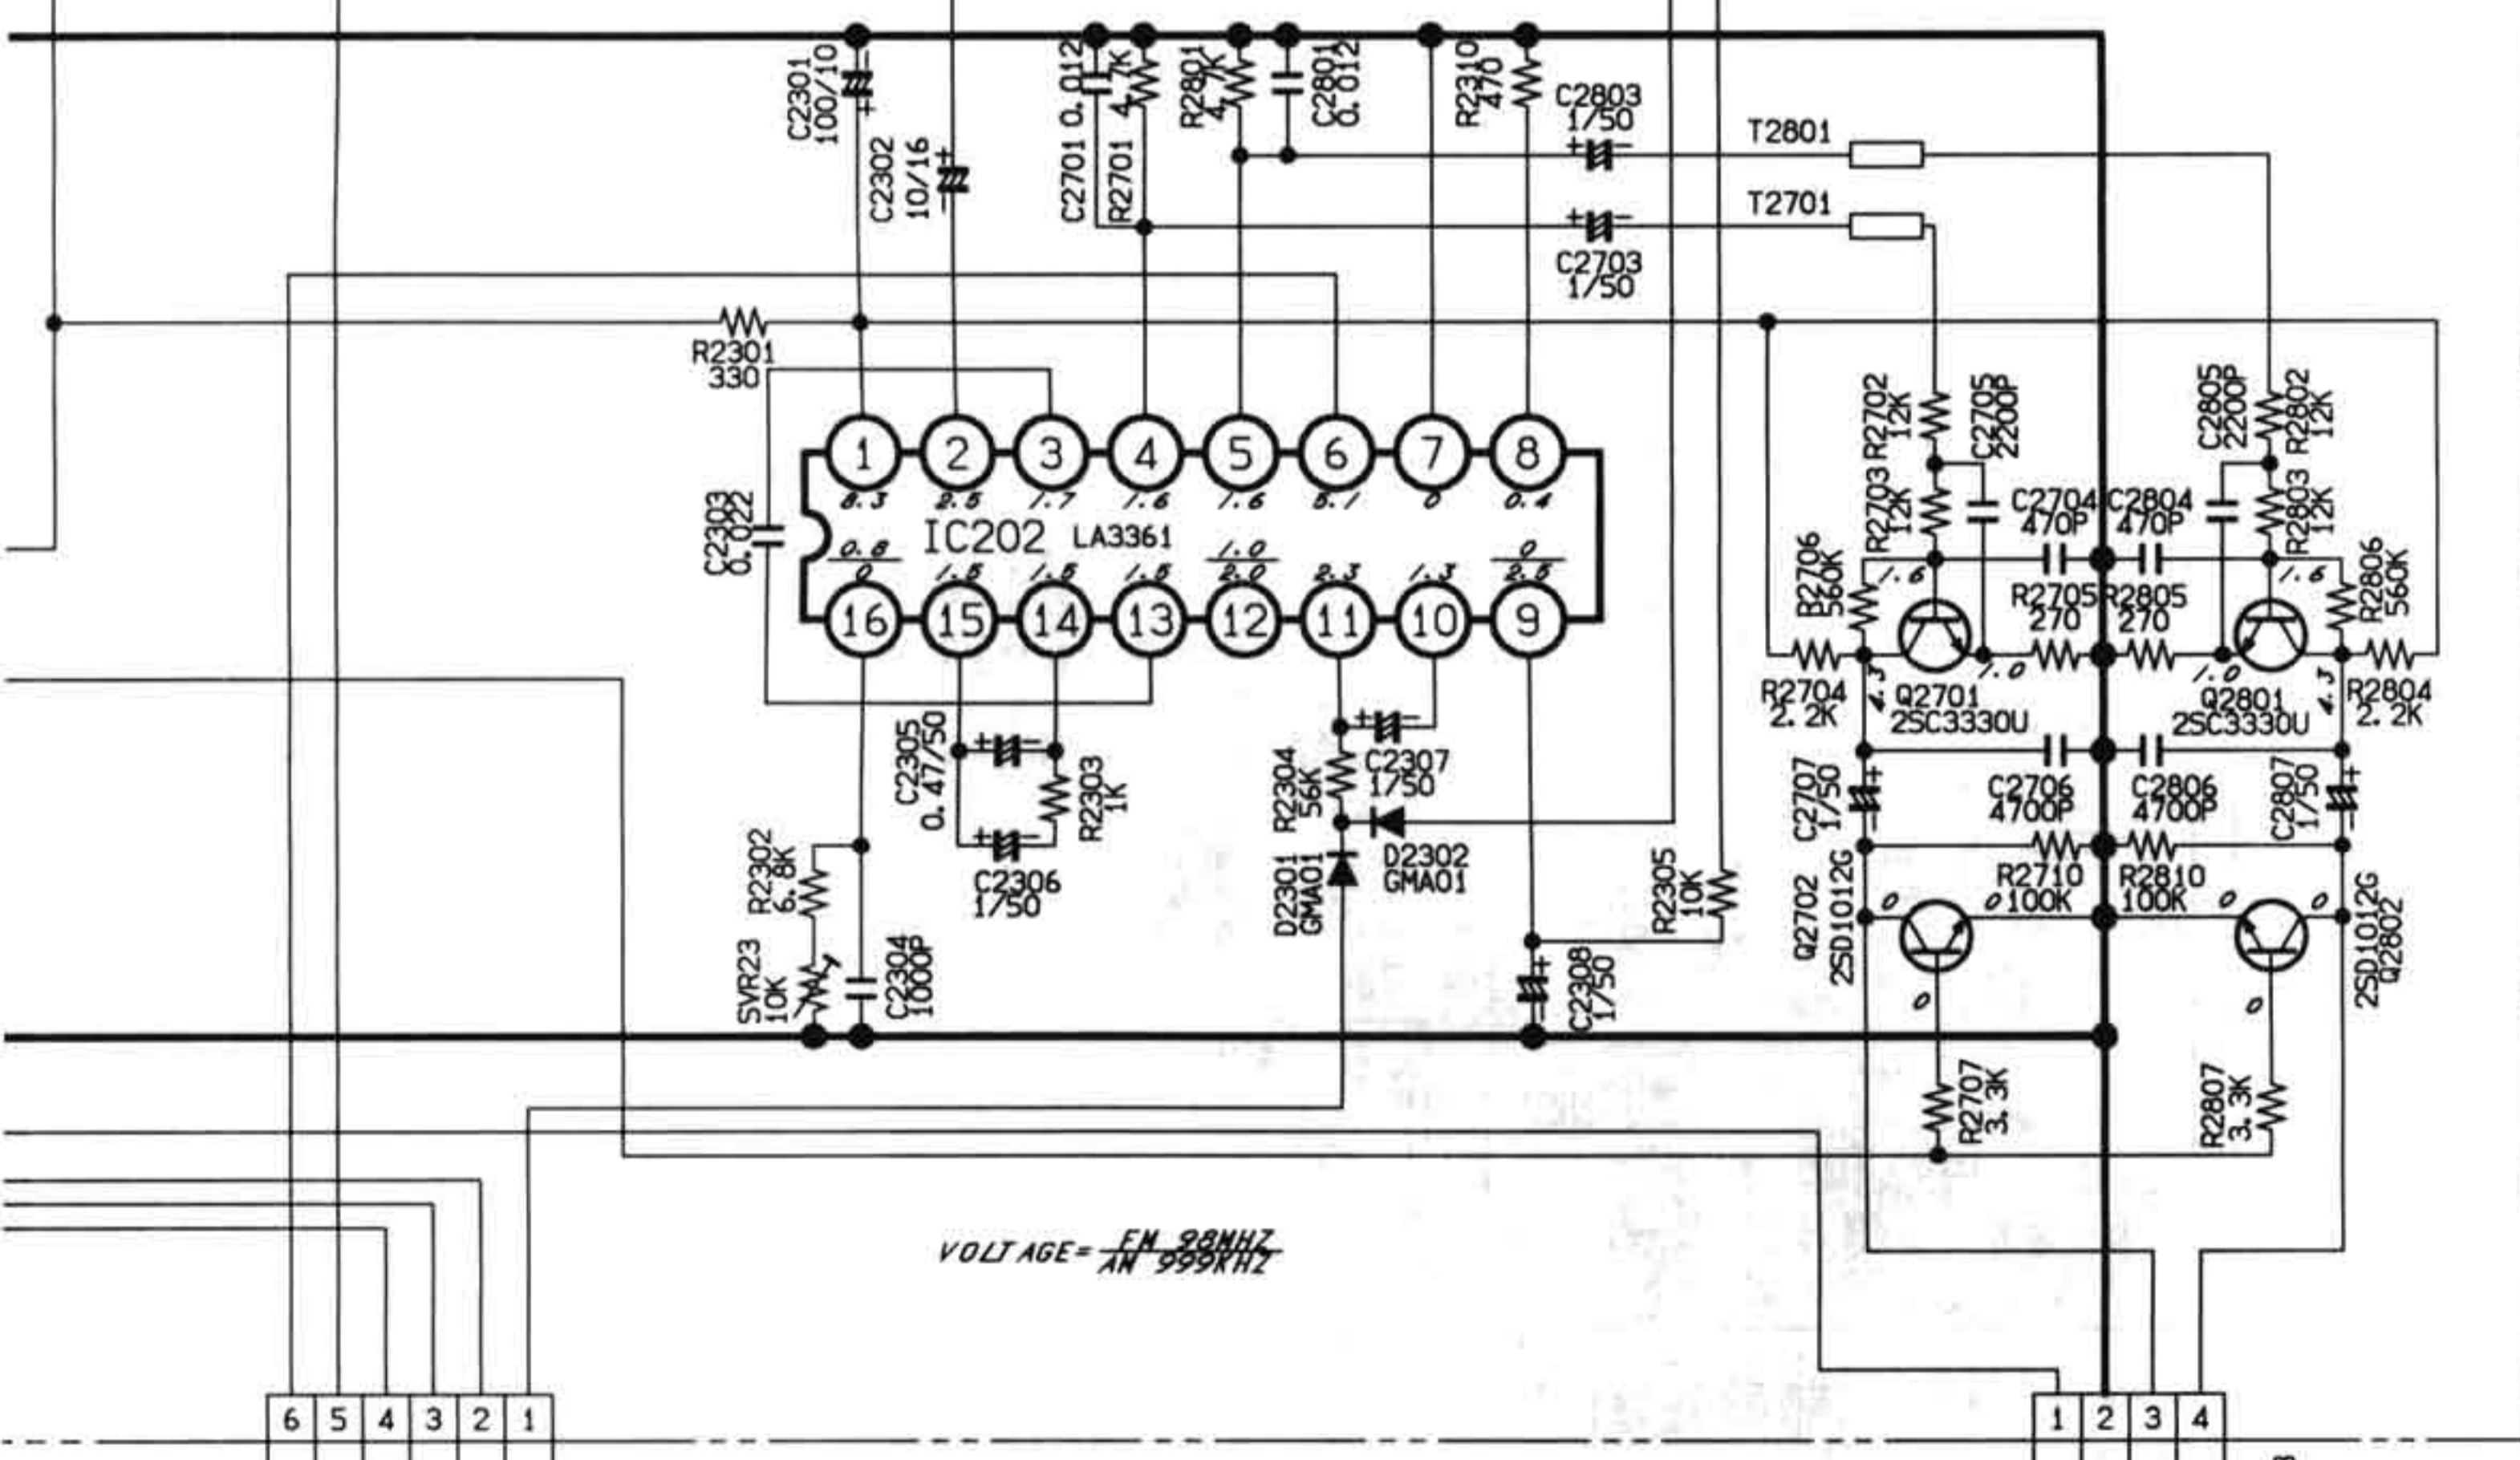 C2301
100/10
C2302
10/16
C2701 0.012
R2701 4.7K
R2801
4.7K
C2801
0.012
R2310
470
C2803
1/50
T2801
T2701
C2703
1/50
R2301
330
1 2 3 4 5 6 7 8
8.3 2.5 1.7 1.6 1.6 5.1 0 0.4
C2303
0.022
IC202 LA3361
0.8
0
1.5 1.5 1.5
1.0
2.0
2.3 1.3
0
2.5
16 15 14 13 12 11 10 9
R2702
12K
C2705
2200P
C2805
2200P
R2802
12K
R2703
12K
C2704
470P
C2804
470P
R2803
12K
R2706
560K
1.6
R2705
270
R2805
270
1.6
R2806
560K
R2704
2.2K
4.3
Q2701
2SC3330U
1.0
1.0
Q2801
2SC3330U
4.3
R2804
2.2K
C2305
0.47/50
R2303
1K
C2306
1/50
R2304
56K
C2307
1/50
D2302
GMA01
D2301
GMA01
R2302
6.8K
SVR23
10K
C2304
1000P
R2305
10K
C2308
1/50
C2707
1/50
C2706
4700P
C2806
4700P
C2807
1/50
R2710
100K
R2810
100K
Q2702
2SD1012G
0 0 0 0
2SD1012G
Q2802
0 0
R2707
3.3K
R2807
3.3K
VOLTAGE= FM 98MHZ
AM 999KHZ
6 5 4 3 2 1
1 2 3 4